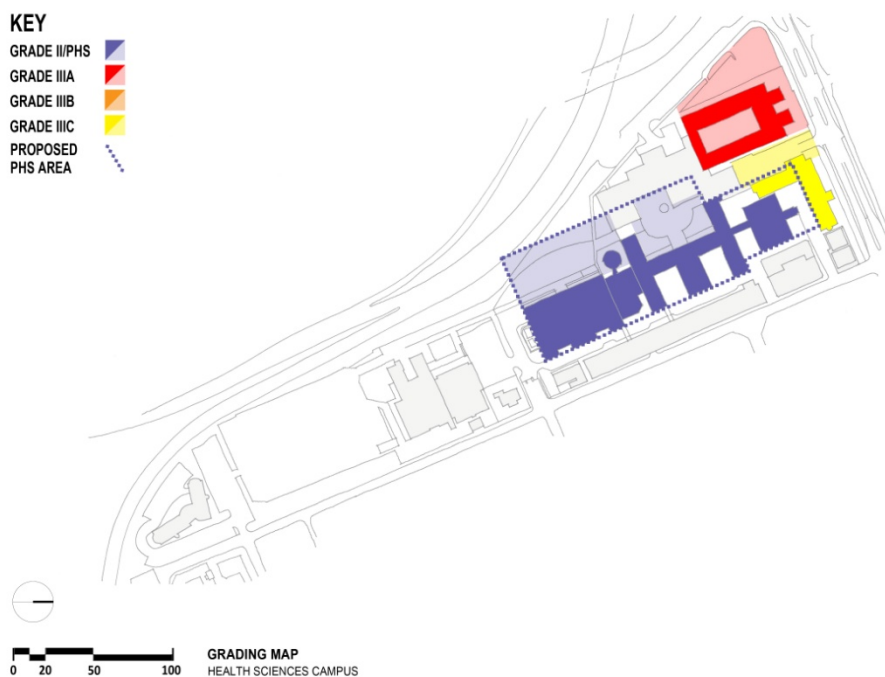 KEY
GRADE II/PHS
GRADE IIIA
GRADE IIIB
GRADE IIIC
PROPOSED
PHS AREA
0 20 50 100
GRADING MAP
HEALTH SCIENCES CAMPUS